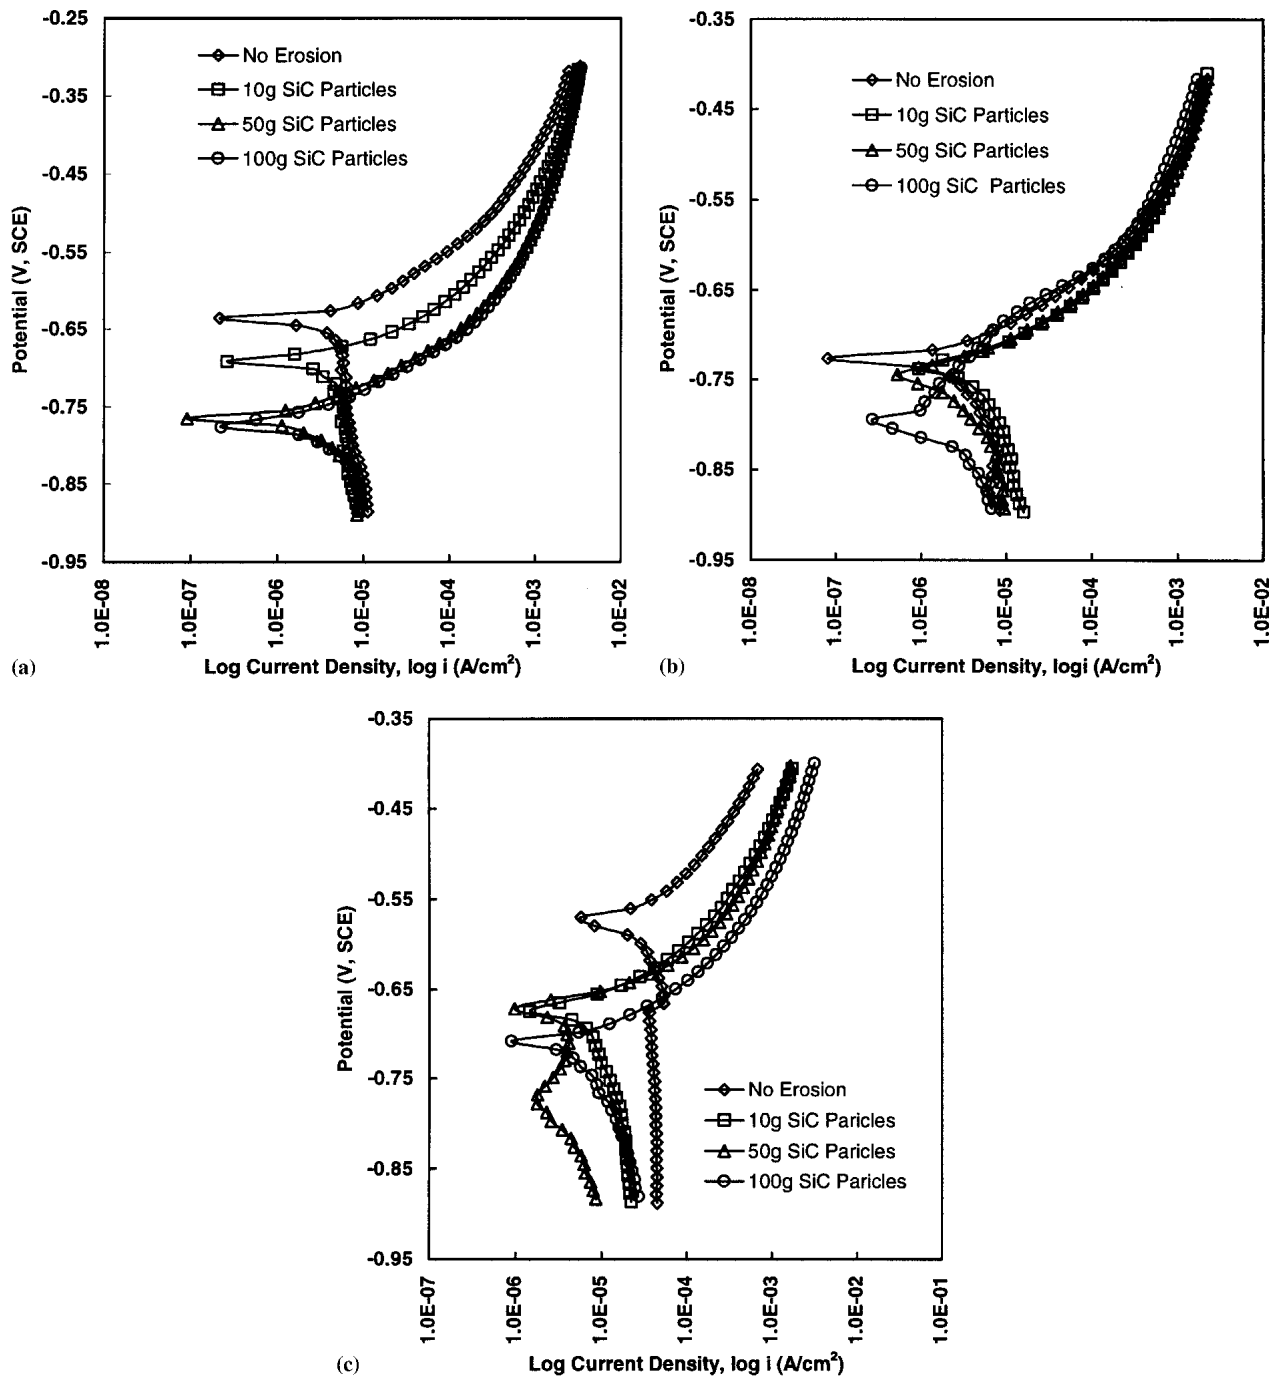 -0.25
-0.35
-0.45
-0.55
-0.65
-0.75
-0.85
-0.95
Potential (V, SCE)
No Erosion
10g SiC Particles
50g SiC Particles
100g SiC Particles
1.0E-08
1.0E-07
1.0E-06
1.0E-05
1.0E-04
1.0E-03
1.0E-02
(a)
Log Current Density, log i (A/cm²)
-0.35
-0.45
-0.55
-0.65
-0.75
-0.85
-0.95
Potential (V, SCE)
No Erosion
10g SiC Particles
50g SiC Particles
100g SiC Particles
1.0E-08
1.0E-07
1.0E-06
1.0E-05
1.0E-04
1.0E-03
1.0E-02
(b)
Log Current Density, logi (A/cm²)
-0.35
-0.45
-0.55
-0.65
-0.75
-0.85
-0.95
Potential (V, SCE)
No Erosion
10g SiC Paricles
50g SiC Paricles
100g SiC Paricles
1.0E-07
1.0E-06
1.0E-05
1.0E-04
1.0E-03
1.0E-02
1.0E-01
(c)
Log Current Density, log i (A/cm²)